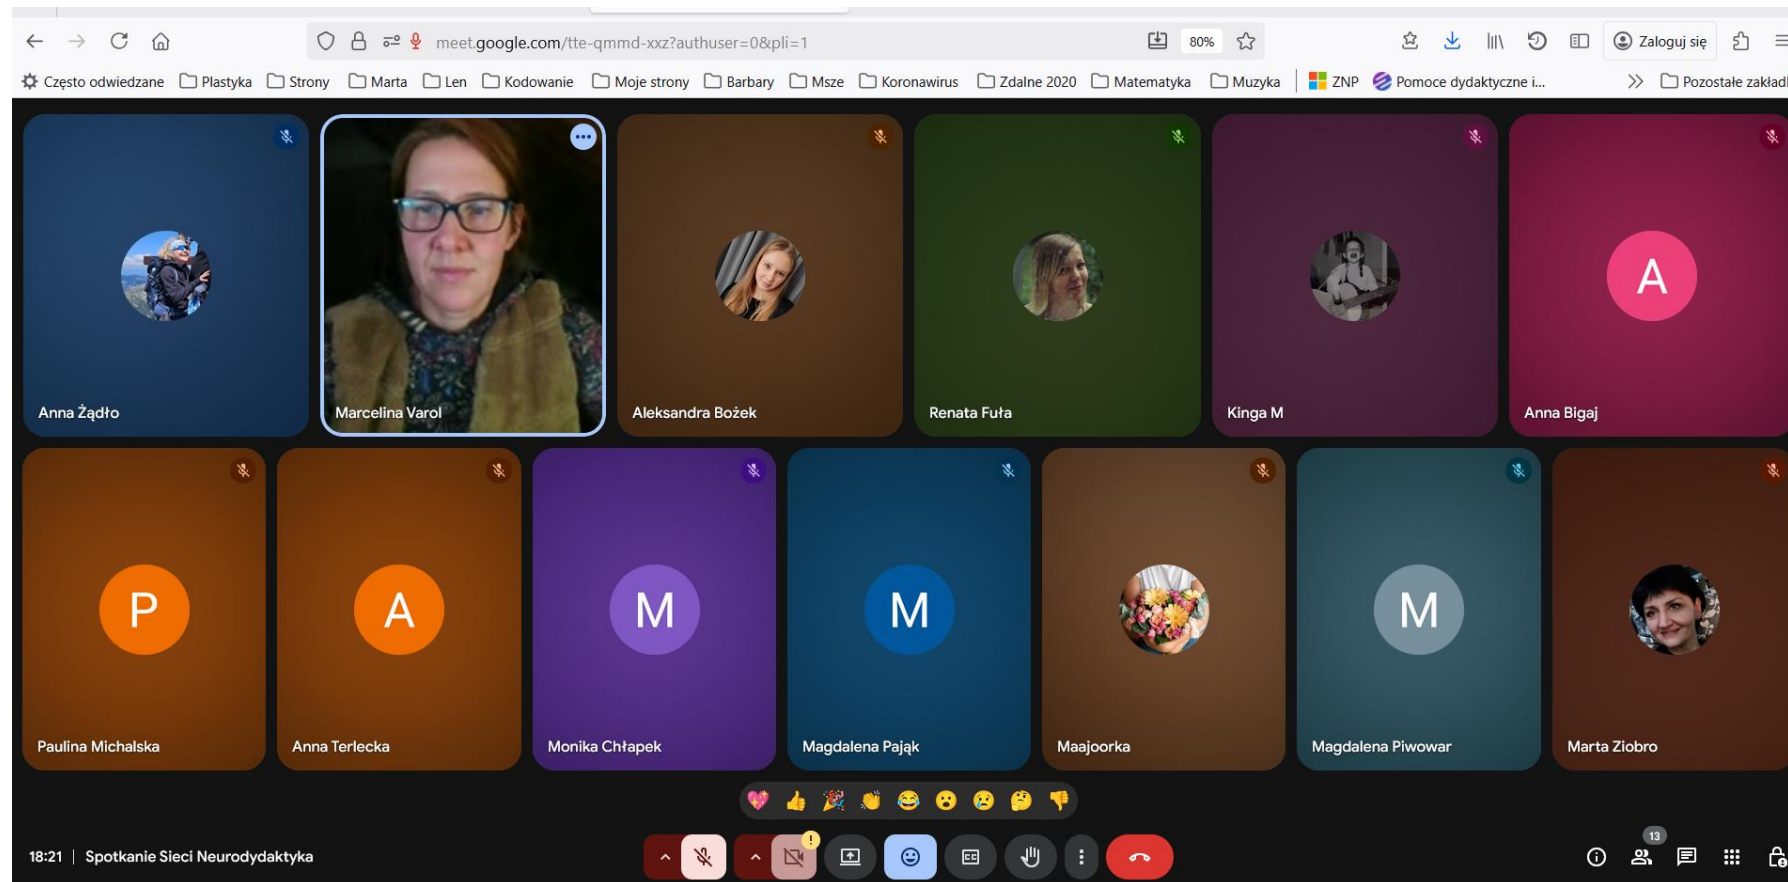 meet.google.com/tte-qmmd-xxz?authuser=0&pli=1
80%
Zaloguj się
Często odwiedzane Plastyka Strony Marta Len Kodowanie Moje strony Barbary Msze Koronawirus Zdalne 2020 Matematyka Muzyka ZNP Pomoce dydaktyczne i... Pozostałe zakład
Anna Żądło
Marcelina Varol
Aleksandra Bożek
Renata Fuła
Kinga M
A
Anna Bigaj
P
Paulina Michalska
A
Anna Terlecka
M
Monika Chłapek
M
Magdalena Pająk
Maajoorka
M
Magdalena Piwowar
Marta Ziobro
18:21 | Spotkanie Sieci Neurodydaktyka
!
CC
13